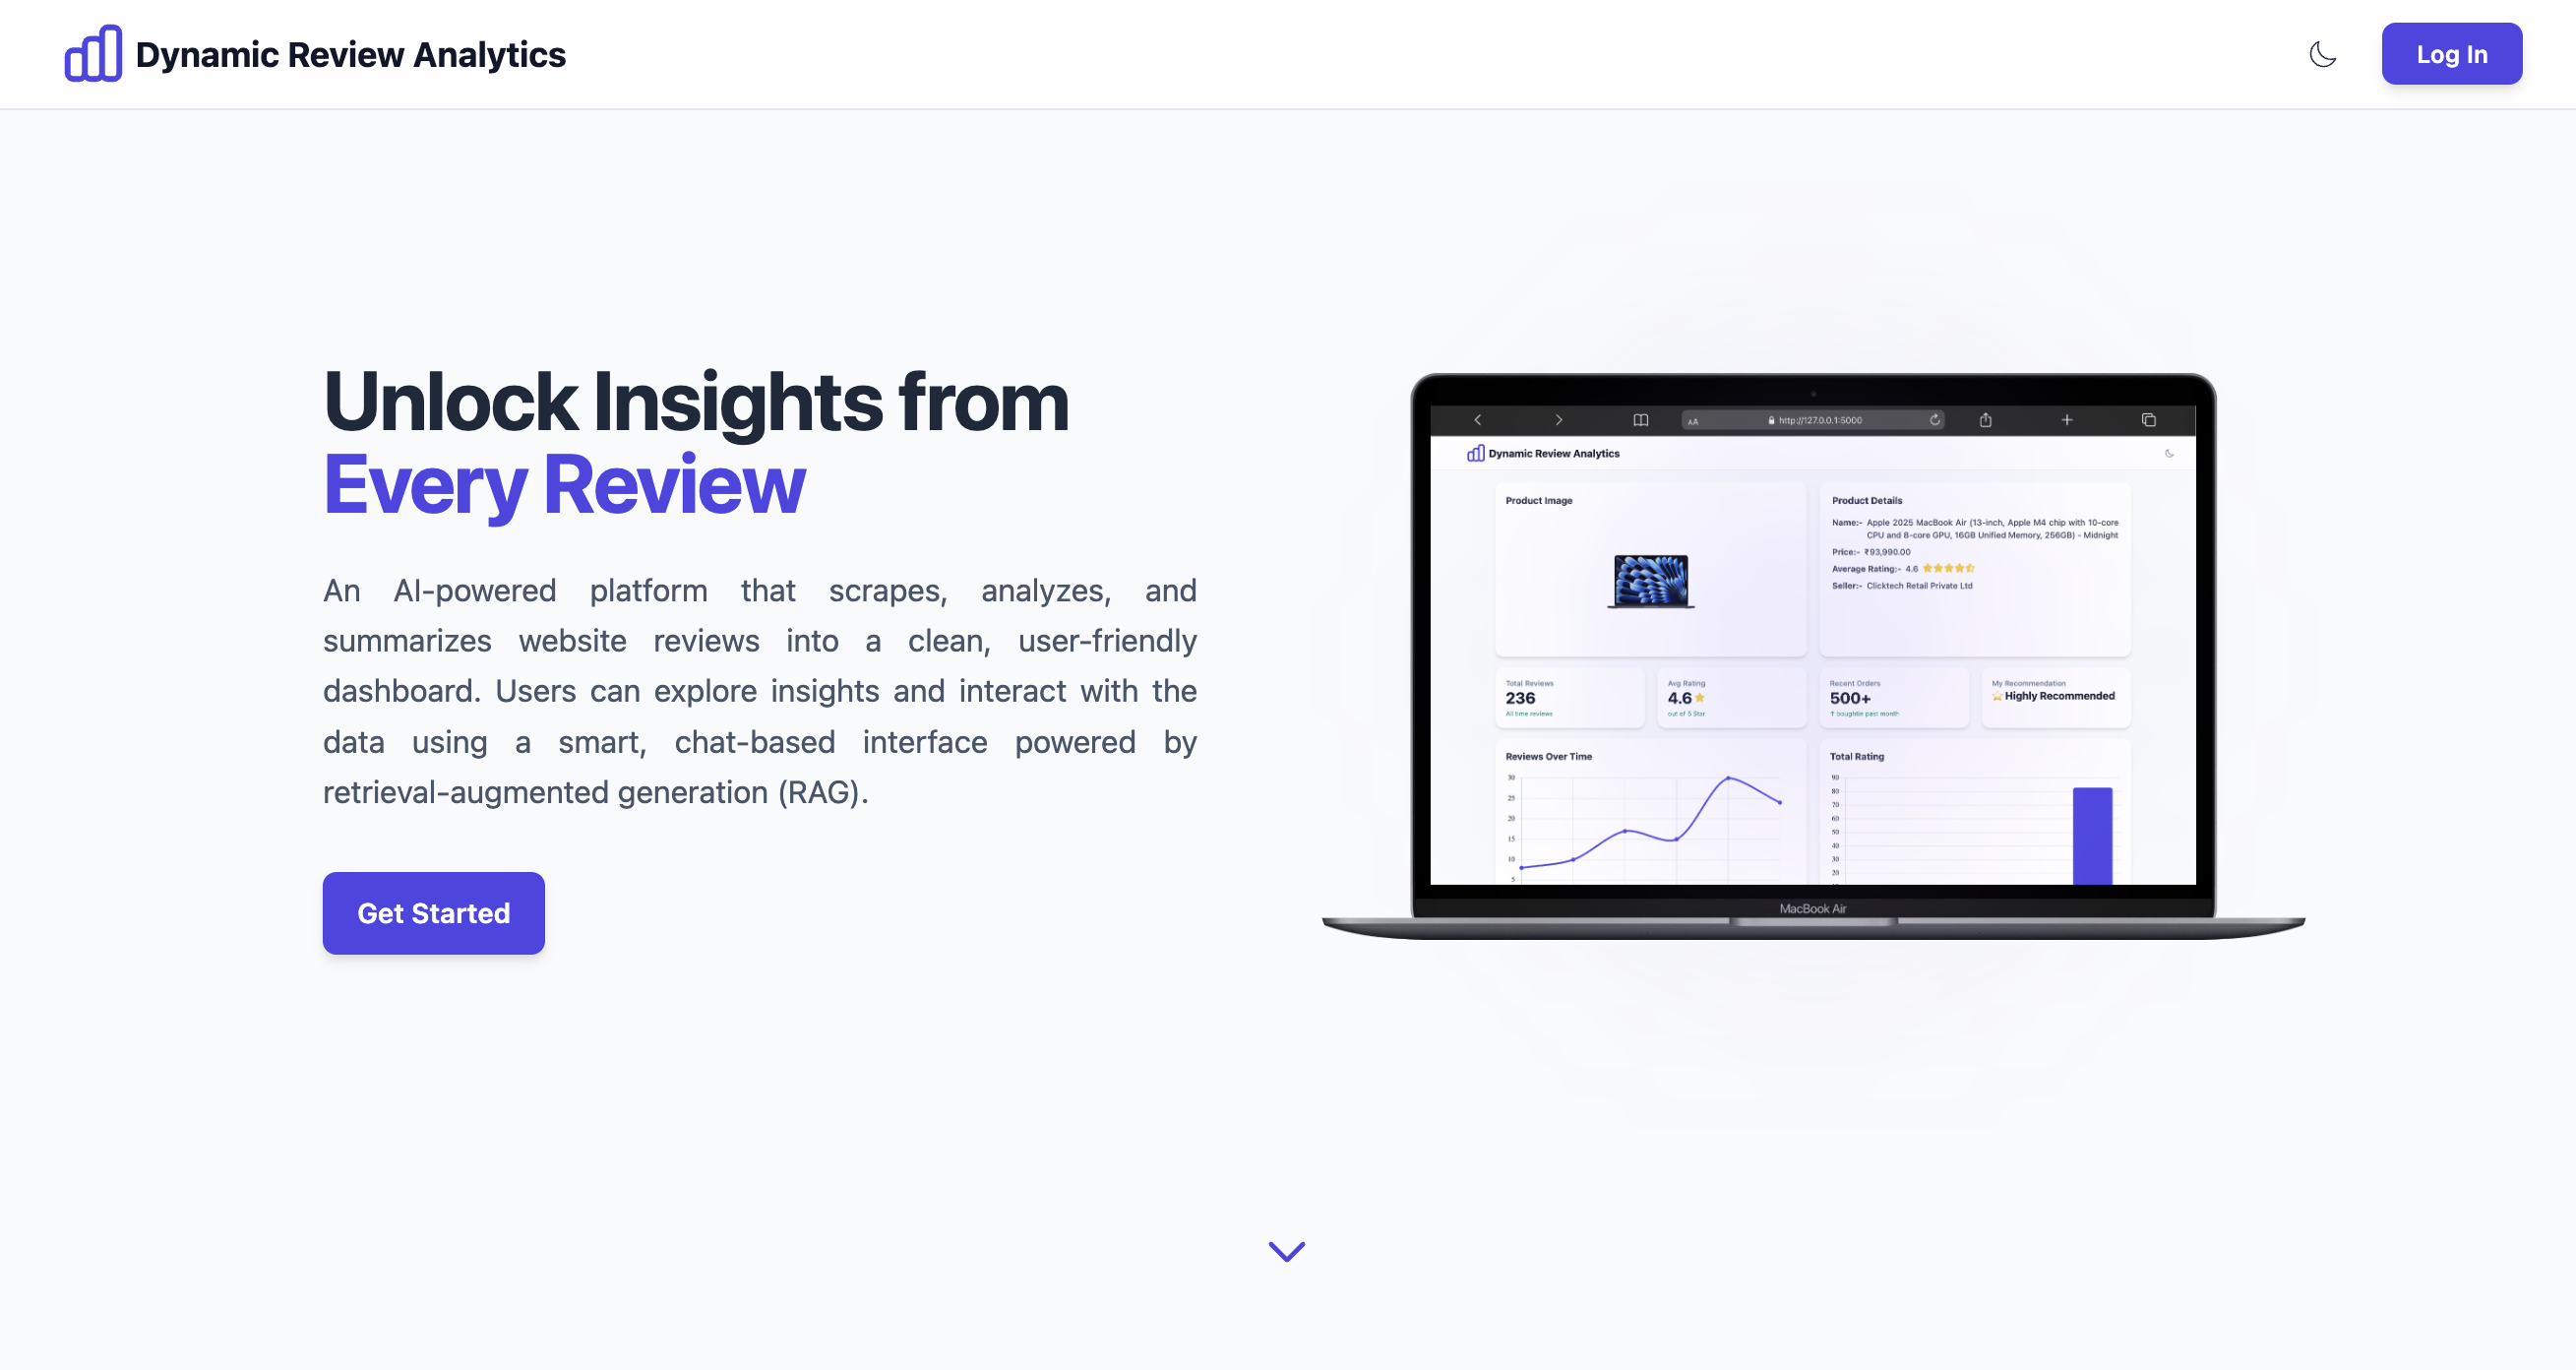 Dynamic Review Analytics
Log In
Unlock Insights from
Every Review
An AI-powered platform that scrapes, analyzes, and
summarizes website reviews into a clean, user-friendly
dashboard. Users can explore insights and interact with the
data using a smart, chat-based interface powered by
retrieval-augmented generation (RAG).
Get Started
AA
http://127.0.0.1:5000
Dynamic Review Analytics
Product Image
Product Details
Name:- Apple 2025 MacBook Air (13-inch, Apple M4 chip with 10-core
CPU and 8-core GPU, 16GB Unified Memory, 256GB) - Midnight
Price:- ₹93,990.00
Average Rating:- 4.6
Seller:- Clicktech Retail Private Ltd
Total Reviews
236
All time reviews
Avg Rating
4.6
out of 5 Star
Recent Orders
500+
↑ boughtin past month
My Recommendation
Highly Recommended
Reviews Over Time
30
25
20
15
10
5
Total Rating
90
80
70
60
50
40
30
20
MacBook Air